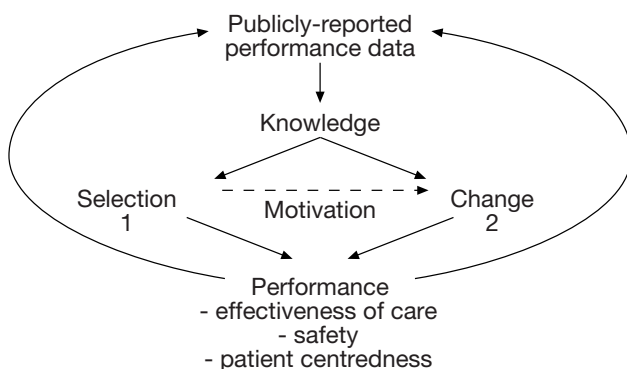 Publicly-reported
performance data
Knowledge
Selection
1
Motivation
Change
2
Performance
- effectiveness of care
- safety
- patient centredness